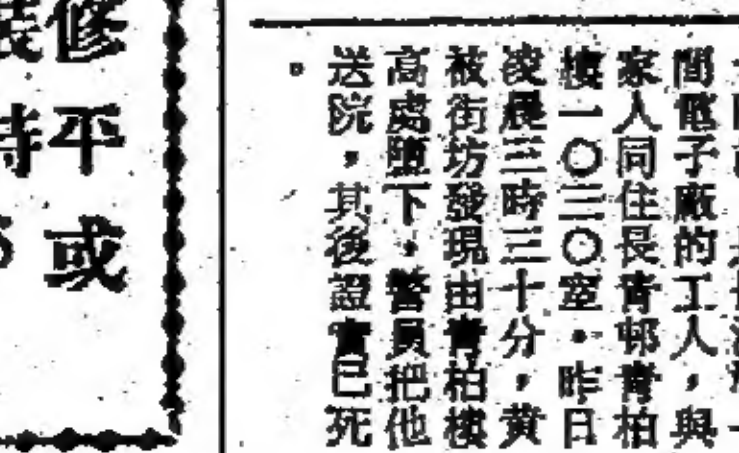 間電子廠的工人，與
家人同住長青邨青柏
樓一〇三〇室。昨日
凌晨三時三十分，黃
被街坊發現由青柏樓
高處墮下，警員把他
送院，其後證實已死
。
修平或